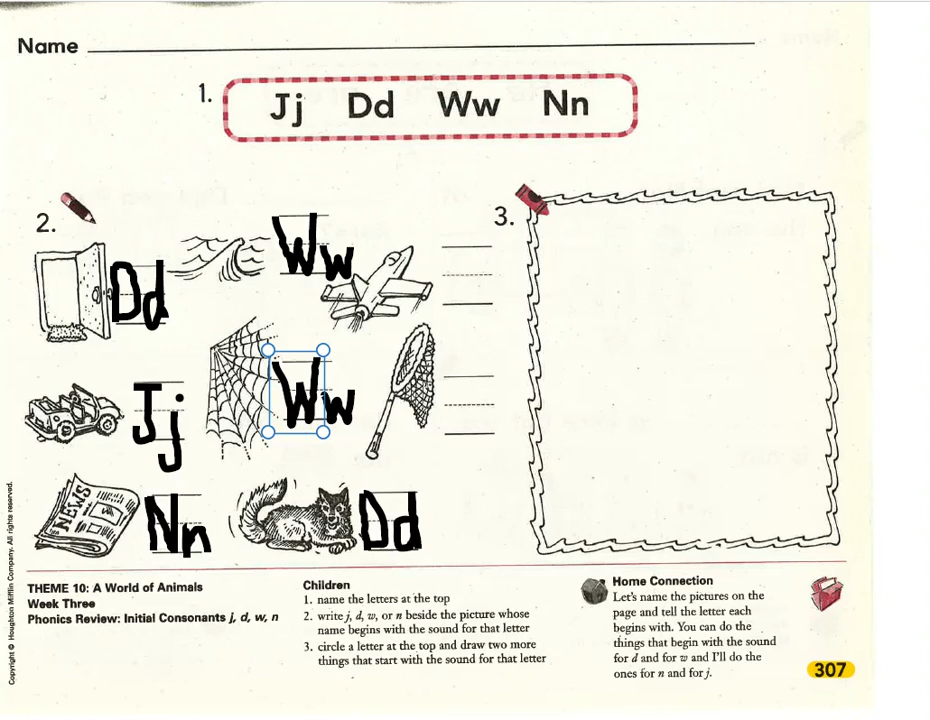 Name
1. Jj Dd Ww Nn
2.
3.
Ww
Dd
Jj
Ww
NEWS
Nn
Dd
THEME 10: A World of Animals
Week Three
Phonics Review: Initial Consonants j, d, w, n
Children
1. name the letters at the top
2. write j, d, w, or n beside the picture whose
name begins with the sound for that letter
3. circle a letter at the top and draw two more
things that start with the sound for that letter
Home Connection
Let's name the pictures on the
page and tell the letter each
begins with. You can do the
things that begin with the sound
for d and for w and I'll do the
ones for n and for j.
307
Copyright © Houghton Mifflin Company. All rights reserved.